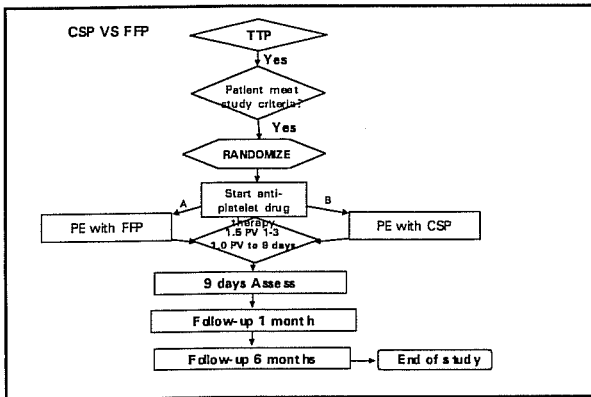 CSP VS FFP
TTP
Yes
Patient meet
study criteria?
Yes
RANDOMIZE
Start anti-
platelet drug
therapy
A
B
PE with FFP
PE with CSP
1.5 PV 1-3
1.0 PV to 9 days
9 days Assess
Follow-up 1 month
Follow-up 6 months
End of study